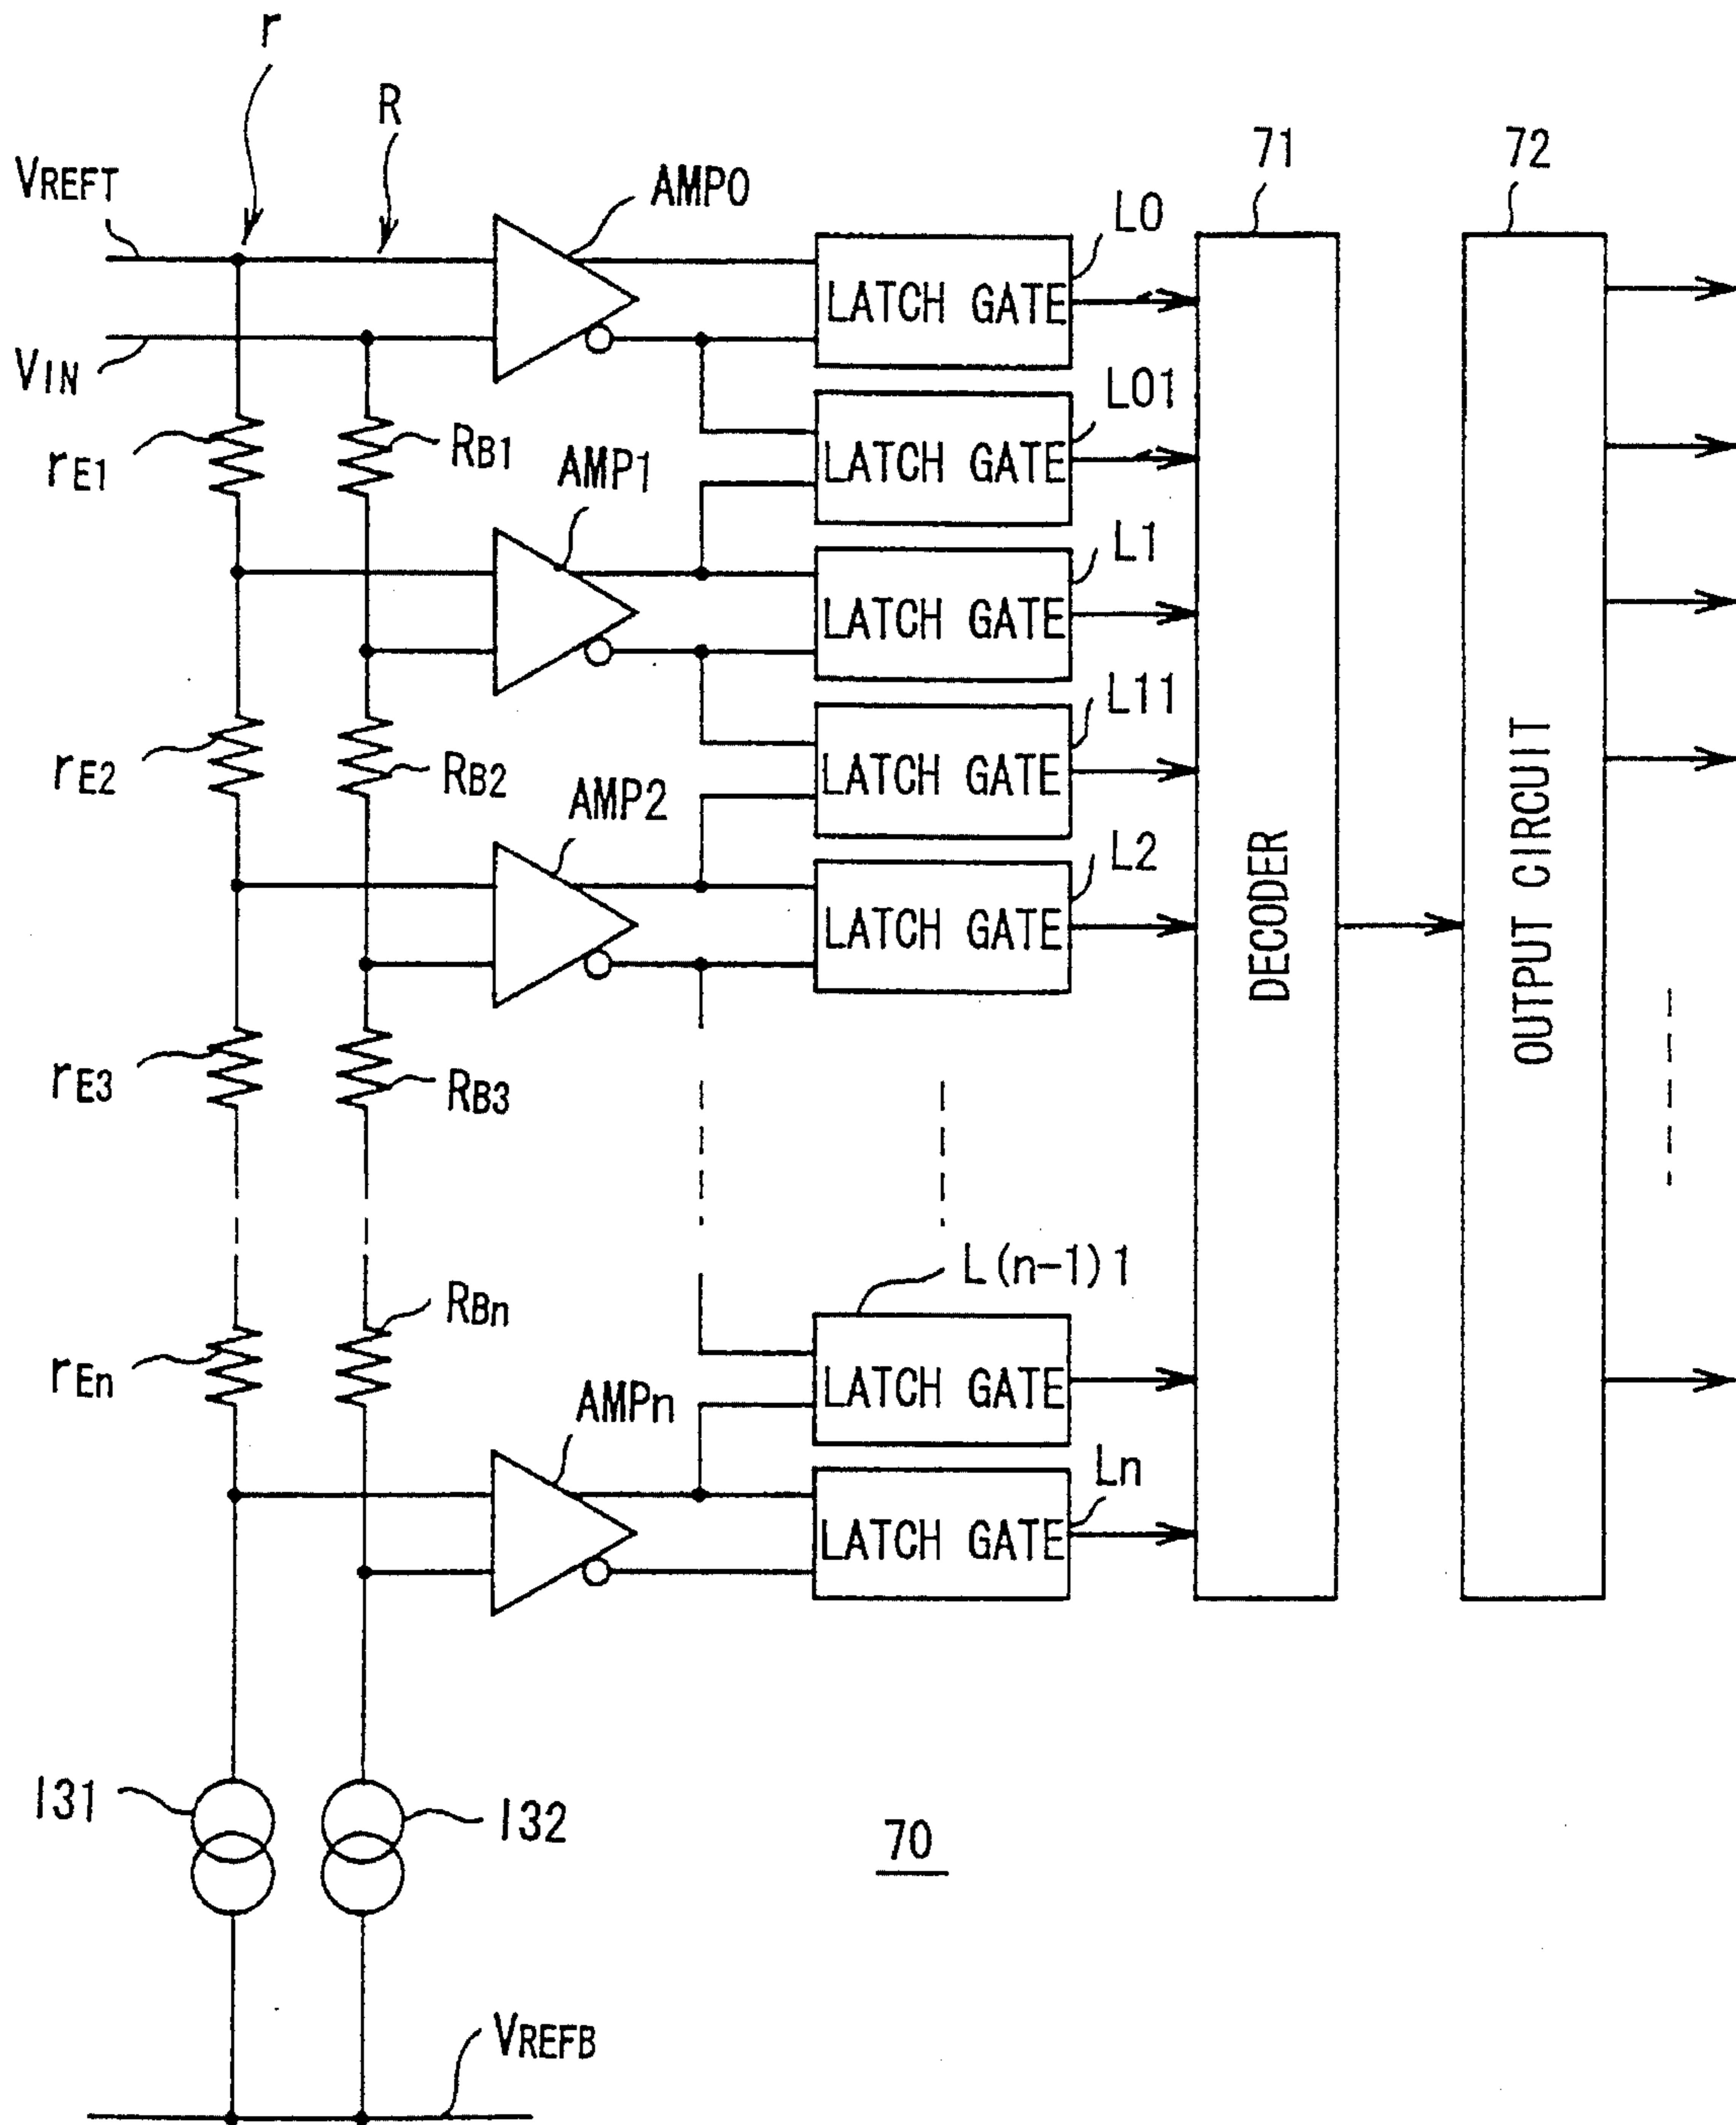 r
R
71
72
VREFT
AMP0
L0
LATCH GATE
VIN
L01
rE1
RB1
AMP1
LATCH GATE
L1
LATCH GATE
L11
rE2
RB2
AMP2
LATCH GATE
L2
LATCH GATE
DECODER
OUTPUT CIRCUIT
rE3
RB3
L(n-1)1
RBn
rEn
LATCH GATE
AMPn
Ln
LATCH GATE
I31
I32
70
VREFB